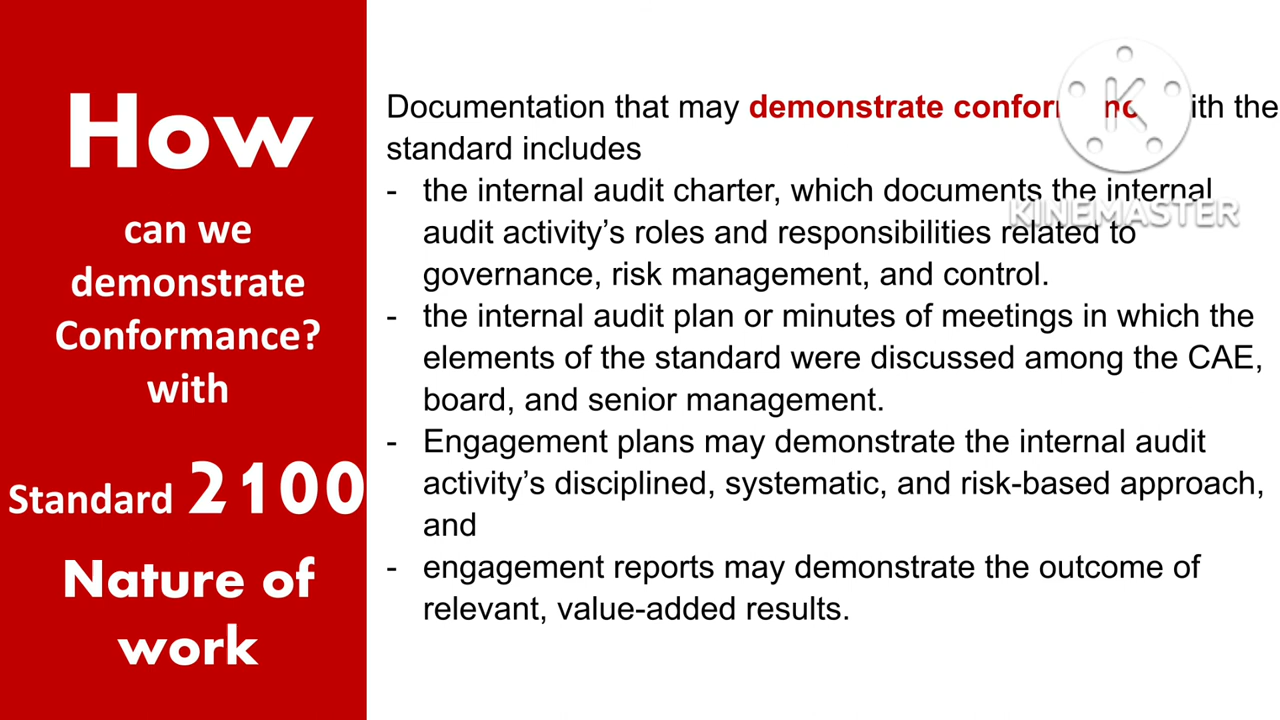 How
can we
demonstrate
Conformance?
with
Standard 2100
Nature of
work
Documentation that may demonstrate the
standard includes
- the internal audit charter, which documents the internal
audit activity's roles and responsibilities related to
governance, risk management, and control.
- the internal audit plan or minutes of meetings in which the
elements of the standard were discussed among the CAE,
board, and senior management.
- Engagement plans may demonstrate the internal audit
activity's disciplined, systematic, and risk-based approach,
and
- engagement reports may demonstrate the outcome of
relevant, value-added results.
K
KINEMASTER